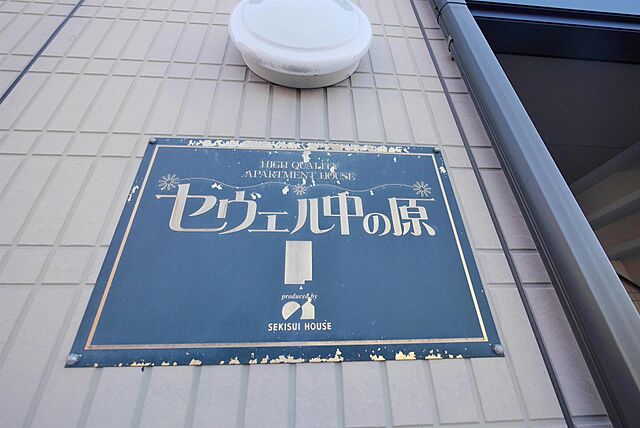 HIGH QUALITY
APARTMENT HOUSE
セヴェル中の原
produced by
SEKISUI HOUSE